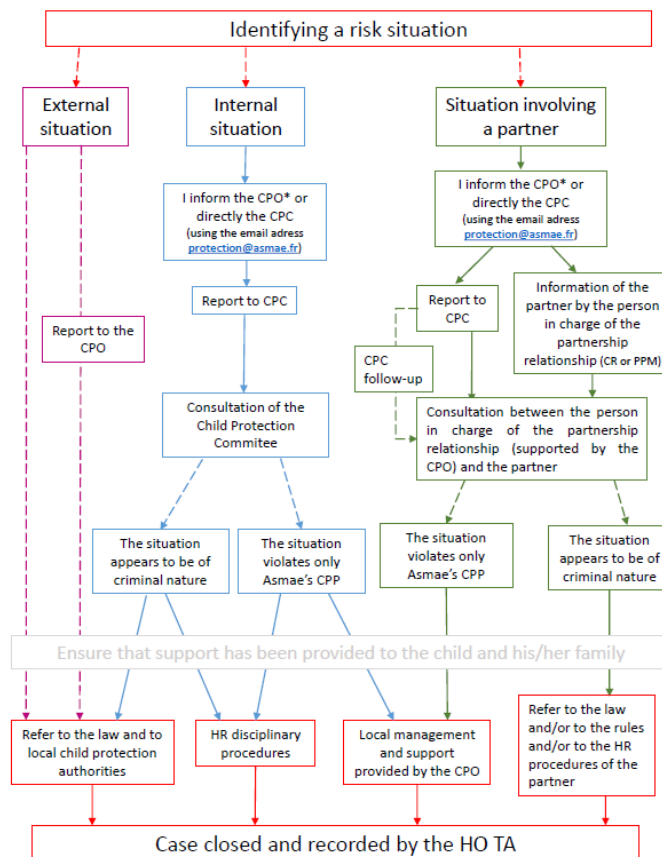 Identifying a risk situation
External
situation
Internal
situation
Situation involving
a partner
I inform the CPO* or
directly the CPC
(using the email adress
protection@asmae.fr)
I inform the CPO* or
directly the CPC
(using the email adress
protection@asmae.fr)
Report to CPC
Report to
CPC
Information of the
partner by the person
in charge of the
partnership
relationship (CR or PPM)
Report to the
CPO
CPC
follow-up
Consultation of the
Child Protection
Commitee
Consultation between the person
in charge of the partnership
relationship (supported by the
CPO) and the partner
The situation
appears to be of
criminal nature
The situation
violates only
Asmae's CPP
The situation
violates only
Asmae's CPP
The situation
appears to be of
criminal nature
Ensure that support has been provided to the child and his/her family
Refer to the law and to
local child protection
authorities
HR disciplinary
procedures
Local management
and support
provided by the CPO
Refer to the law
and/or to the rules
and/or to the HR
procedures of the
partner
Case closed and recorded by the HO TA